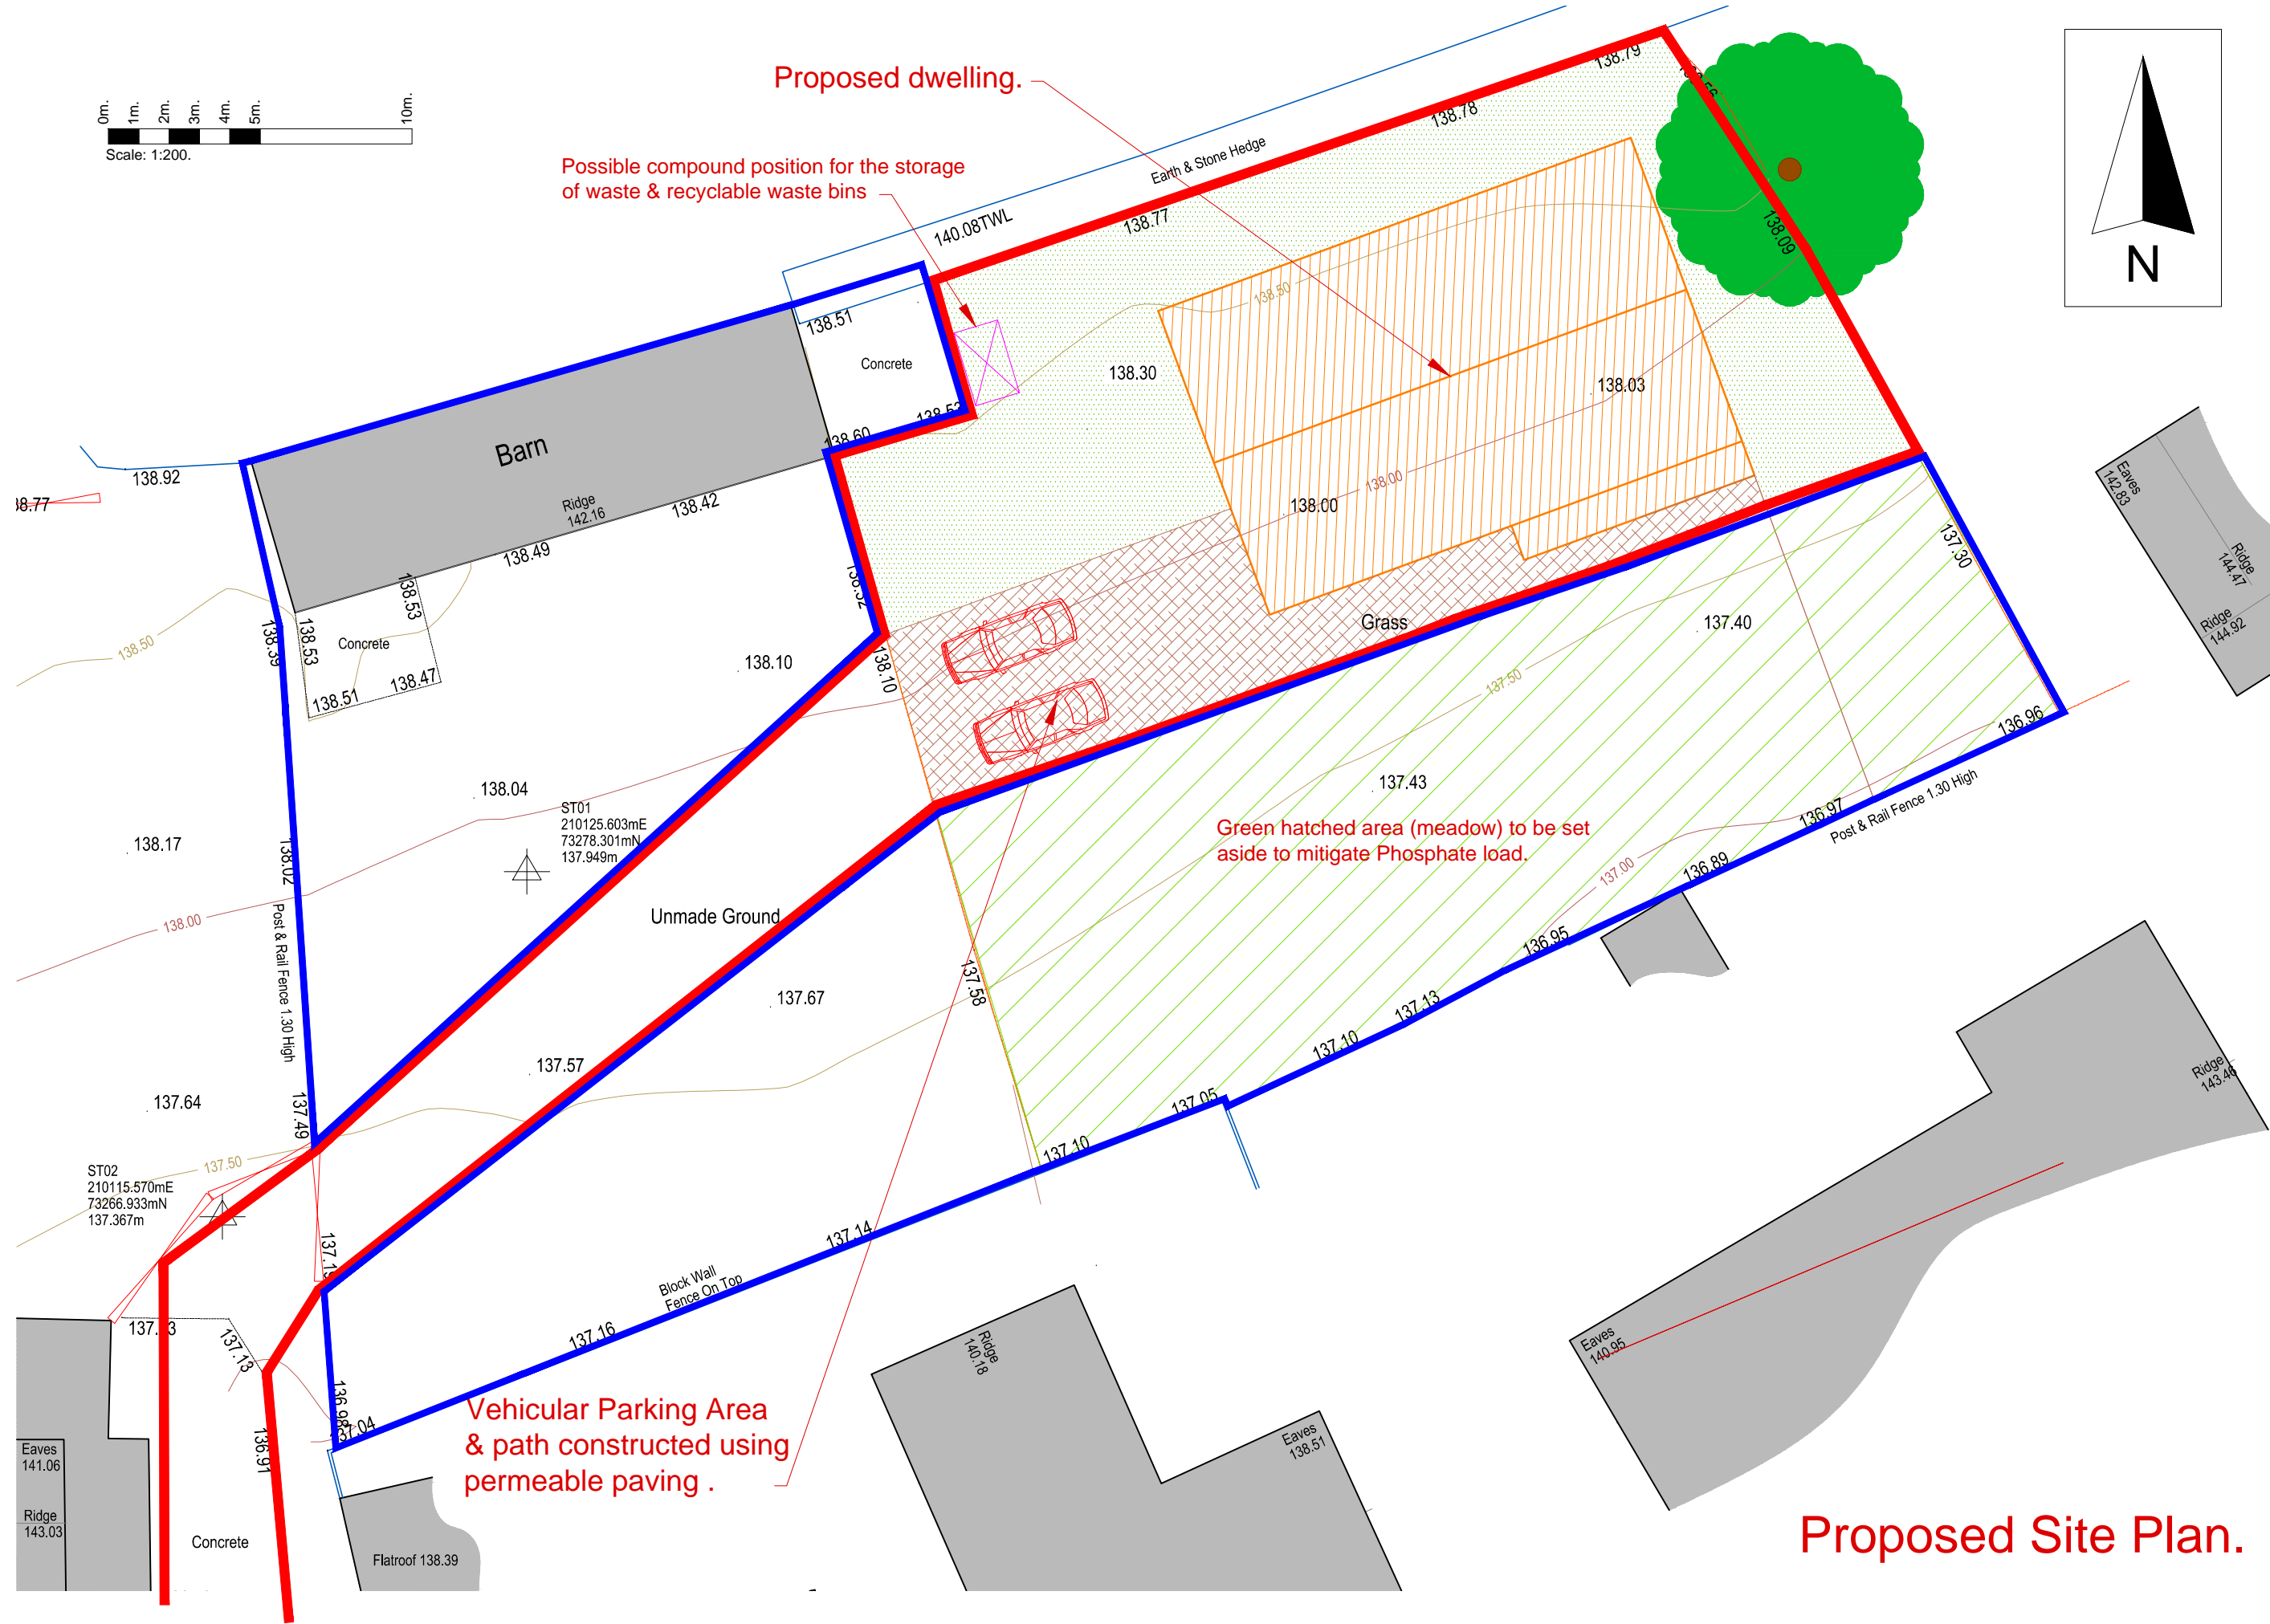 0m.
1m.
2m.
3m.
4m.
5m.
10m.
Scale: 1:200.
Proposed dwelling.
Possible compound position for the storage
of waste & recyclable waste bins
Earth & Stone Hedge
138.79
138.78
138.77
140.08TWL
138.09
N
138.51
Concrete
138.60
138.50
138.30
138.03
138.00
138.00
Barn
Ridge
142.16
138.42
138.49
138.92
138.53
138.53
Concrete
138.51
138.47
138.39
138.50
138.10
138.10
Grass
137.40
137.30
137.50
136.96
Eaves
142.83
Ridge
144.47
Ridge
144.92
138.04
ST01
210125.603mE
73278.301mN
137.949m
138.17
138.02
138.00
Post & Rail Fence 1.30 High
Unmade Ground
137.43
Green hatched area (meadow) to be set
aside to mitigate Phosphate load.
137.00
136.97
Post & Rail Fence 1.30 High
136.89
136.95
137.13
137.10
137.58
137.67
137.57
137.64
137.49
137.50
137.05
137.10
ST02
210115.570mE
73266.933mN
137.367m
137.19
137.14
Block Wall
Fence On Top
137.16
137.13
136.98
137.04
136.91
Ridge
140.18
Eaves
138.51
Eaves
140.95
Ridge
143.46
Vehicular Parking Area
& path constructed using
permeable paving .
Eaves
141.06
Ridge
143.03
Concrete
Flatroof 138.39
Proposed Site Plan.